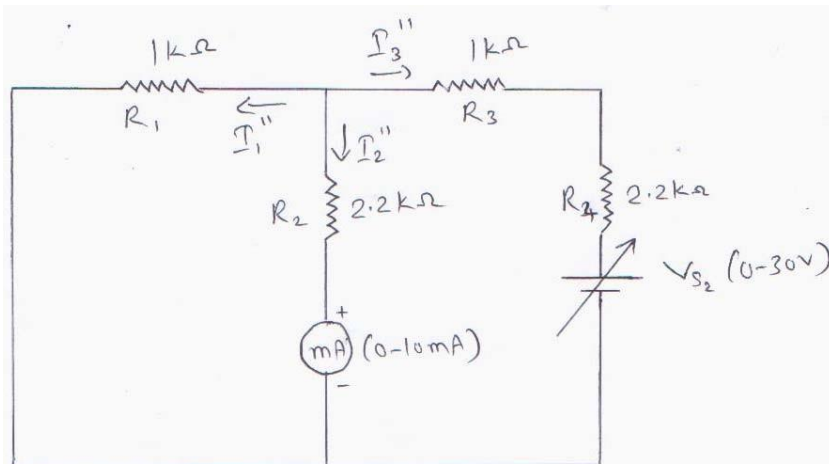 1kΩ I3" 1kΩ
R1 I1" R3
I2"
R2 2.2kΩ R4 2.2kΩ
VS2 (0-30V)
+
mA (0-10mA)
-